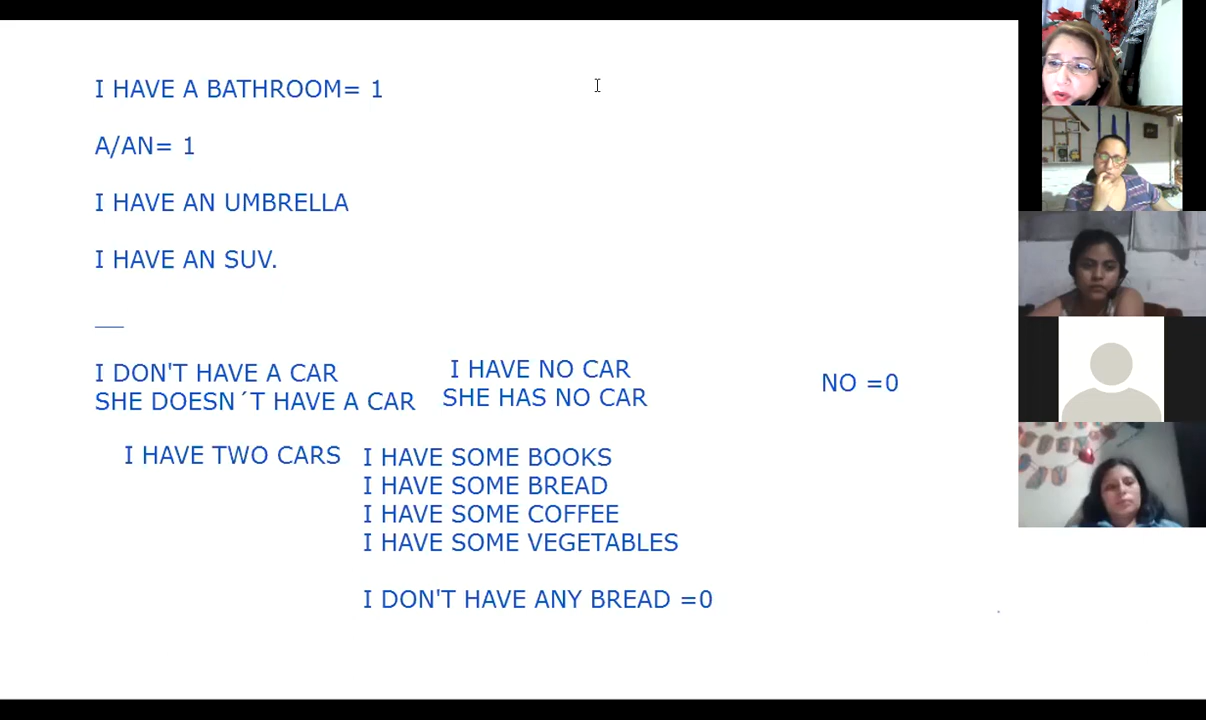 I HAVE A BATHROOM= 1
A/AN= 1
I HAVE AN UMBRELLA
I HAVE AN SUV.
__
I DON'T HAVE A CAR
SHE DOESN´T HAVE A CAR
I HAVE NO CAR
SHE HAS NO CAR
NO =0
I HAVE TWO CARS
I HAVE SOME BOOKS
I HAVE SOME BREAD
I HAVE SOME COFFEE
I HAVE SOME VEGETABLES
I DON'T HAVE ANY BREAD =0